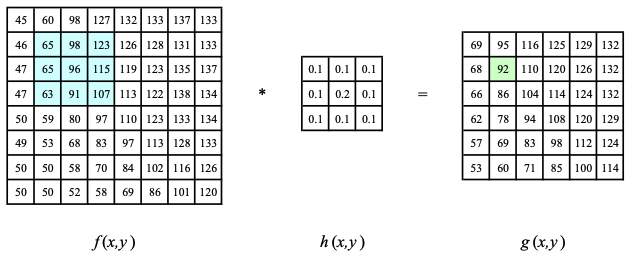 45 60 98 127 132 133 137 133
46 65 98 123 126 128 131 133
47 65 96 115 119 123 135 137
47 63 91 107 113 122 138 134
50 59 80 97 110 123 133 134
49 53 68 83 97 113 128 133
50 50 58 70 84 102 116 126
50 50 52 58 69 86 101 120
f(x,y)
*
0.1 0.1 0.1
0.1 0.2 0.1
0.1 0.1 0.1
h(x,y)
=
69 95 116 125 129 132
68 92 110 120 126 132
66 86 104 114 124 132
62 78 94 108 120 129
57 69 83 98 112 124
53 60 71 85 100 114
g(x,y)